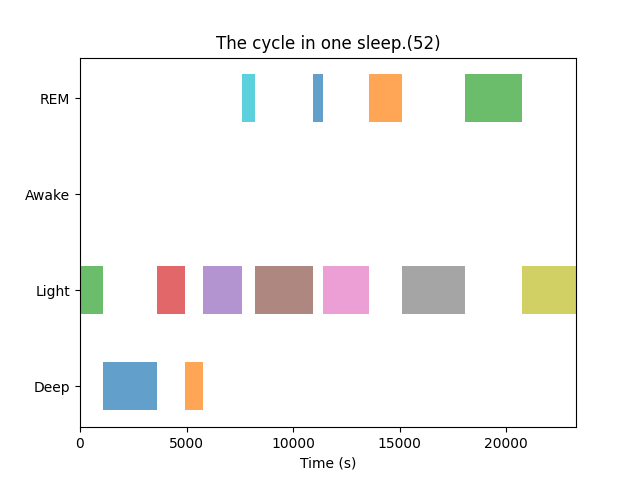 The cycle in one sleep.(52)
REM
Awake
Light
Deep
0 5000 10000 15000 20000
Time (s)